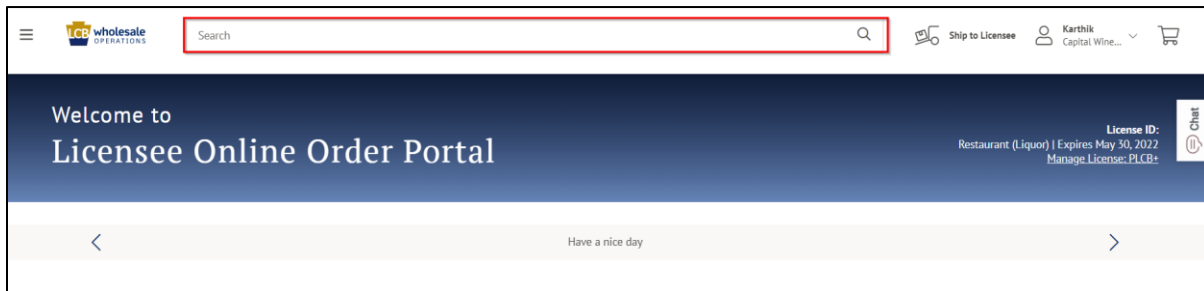 LCB wholesale
OPERATIONS
Search
Ship to Licensee
Karthik
Capital Wine...
Welcome to
Licensee Online Order Portal
License ID:
Restaurant (Liquor) | Expires May 30, 2022
Manage License: PLCB+
Chat
Have a nice day